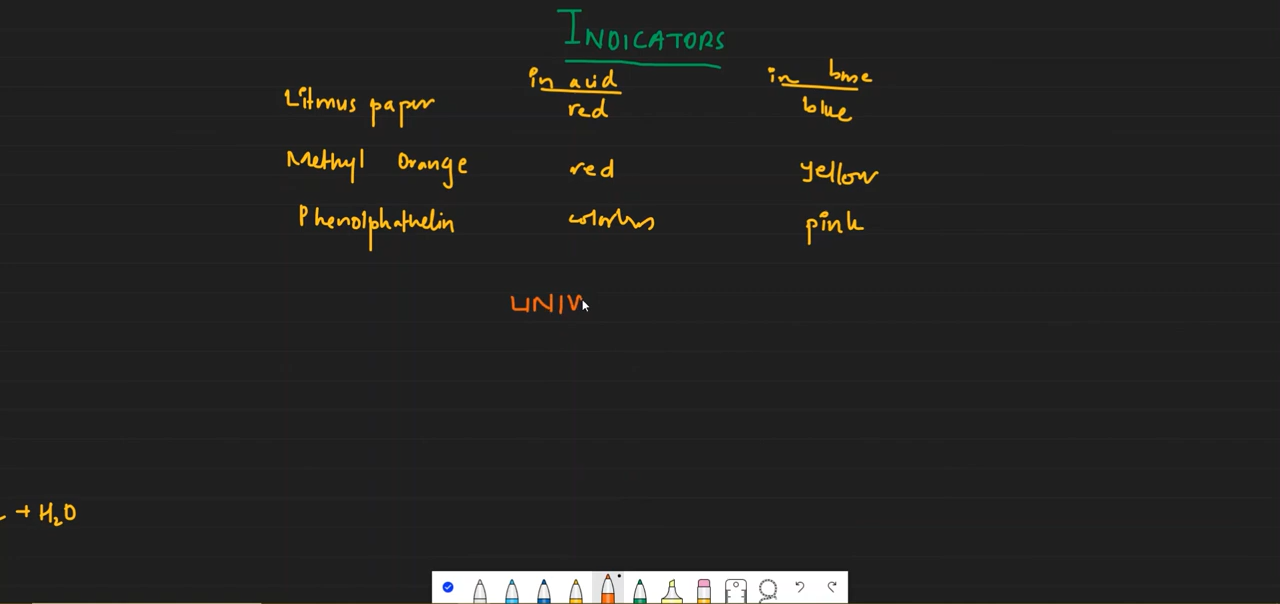 INDICATORS
in acid in base
Litmus paper red blue
Methyl Orange red yellow
Phenolphathelin colorless pink
UNIV
+ H₂O